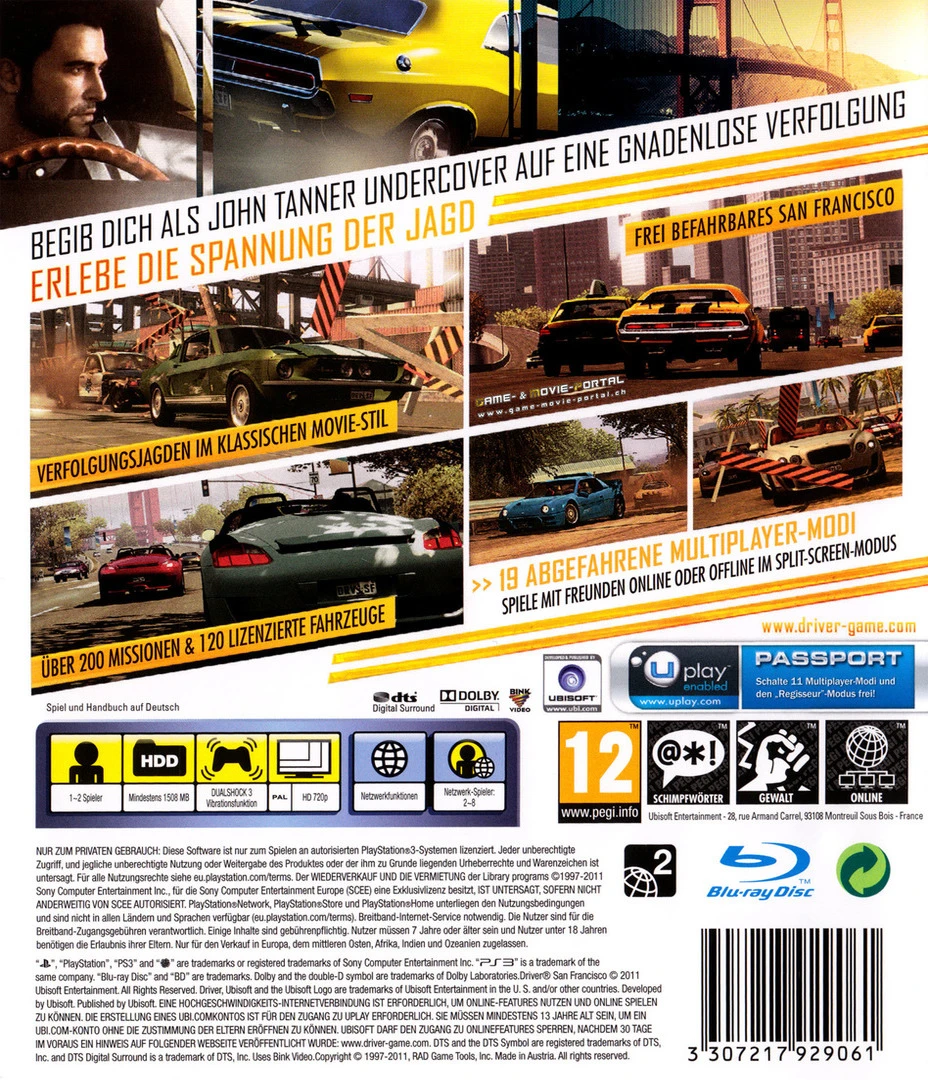 BEGIB DICH ALS JOHN TANNER UNDERCOVER AUF EINE GNADENLOSE VERFOLGUNG
ERLEBE DIE SPANNUNG DER JAGD
FREI BEFAHRBARES SAN FRANCISCO
GAME- & MOVIE-PORTAL
www.game-movie-portal.ch
VERFOLGUNGSJAGDEN IM KLASSISCHEN MOVIE-STIL
>> 19 ABGEFAHRENE MULTIPLAYER-MODI
SPIELE MIT FREUNDEN ONLINE ODER OFFLINE IM SPLIT-SCREEN-MODUS
DRV-SF
ÜBER 200 MISSIONEN & 120 LIZENZIERTE FAHRZEUGE
www.driver-game.com
Spiel und Handbuch auf Deutsch
dts
Digital Surround
DOLBY
DIGITAL
BINK
VIDEO
DEVELOPED & PUBLISHED BY
UBISOFT
www.ubi.com
u play
enabled
www.uplay.com
PASSPORT
Schalte 11 Multiplayer-Modi und
den „Regisseur"-Modus frei!
1–2 Spieler
HDD
Mindestens 1508 MB
DUALSHOCK 3
Vibrationsfunktion
PAL
HD 720p
Netzwerkfunktionen
Netzwerk-Spieler:
2–8
12
www.pegi.info
@*!
SCHIMPFWÖRTER
GEWALT
ONLINE
Ubisoft Entertainment - 28, rue Armand Carrel, 93108 Montreuil Sous Bois - France
NUR ZUM PRIVATEN GEBRAUCH: Diese Software ist nur zum Spielen an autorisierten PlayStation®3-Systemen lizenziert. Jeder unberechtigte
Zugriff, und jegliche unberechtigte Nutzung oder Weitergabe des Produktes oder der ihm zu Grunde liegenden Urheberrechte und Warenzeichen ist
untersagt. Für alle Nutzungsrechte siehe eu.playstation.com/terms. Der WIEDERVERKAUF UND DIE VERMIETUNG der Library programs ©1997-2011
Sony Computer Entertainment Inc., für die Sony Computer Entertainment Europe (SCEE) eine Exklusivlizenz besitzt, IST UNTERSAGT, SOFERN NICHT
ANDERWEITIG VON SCEE AUTORISIERT. PlayStation®Network, PlayStation®Store und PlayStation®Home unterliegen den Nutzungsbedingungen
und sind nicht in allen Ländern und Sprachen verfügbar (eu.playstation.com/terms). Breitband-Internet-Service notwendig. Die Nutzer sind für die
Breitband-Zugangsgebühren verantwortlich. Einige Inhalte sind gebührenpflichtig. Nutzer müssen 7 Jahre oder älter sein und Nutzer unter 18 Jahren
benötigen die Erlaubnis ihrer Eltern. Nur für den Verkauf in Europa, dem mittleren Osten, Afrika, Indien und Ozeanien zugelassen.
2
Blu-ray Disc
"", "PlayStation", "PS3" and "" are trademarks or registered trademarks of Sony Computer Entertainment Inc. "PS3" is a trademark of the
same company. "Blu-ray Disc" and "BD" are trademarks. Dolby and the double-D symbol are trademarks of Dolby Laboratories.Driver® San Francisco © 2011
Ubisoft Entertainment. All Rights Reserved. Driver, Ubisoft and the Ubisoft Logo are trademarks of Ubisoft Entertainment in the U. S. and/or other countries. Developed
by Ubisoft. Published by Ubisoft. EINE HOCHGESCHWINDIGKEITS-INTERNETVERBINDUNG IST ERFORDERLICH, UM ONLINE-FEATURES NUTZEN UND ONLINE SPIELEN
ZU KÖNNEN. DIE ERSTELLUNG EINES UBI.COMKONTOS IST FÜR DEN ZUGANG ZU UPLAY ERFORDERLICH. SIE MÜSSEN MINDESTENS 13 JAHRE ALT SEIN, UM EIN
UBI.COM-KONTO OHNE DIE ZUSTIMMUNG DER ELTERN ERÖFFNEN ZU KÖNNEN. UBISOFT DARF DEN ZUGANG ZU ONLINEFEATURES SPERREN, NACHDEM 30 TAGE
IM VORAUS EIN HINWEIS AUF FOLGENDER WEBSEITE VERÖFFENTLICHT WURDE: www.driver-game.com. DTS and the DTS Symbol are registered trademarks of DTS,
Inc. and DTS Digital Surround is a trademark of DTS, Inc. Uses Bink Video.Copyright © 1997-2011, RAD Game Tools, Inc. Made in Austria. All rights reserved.
3 307217 929061